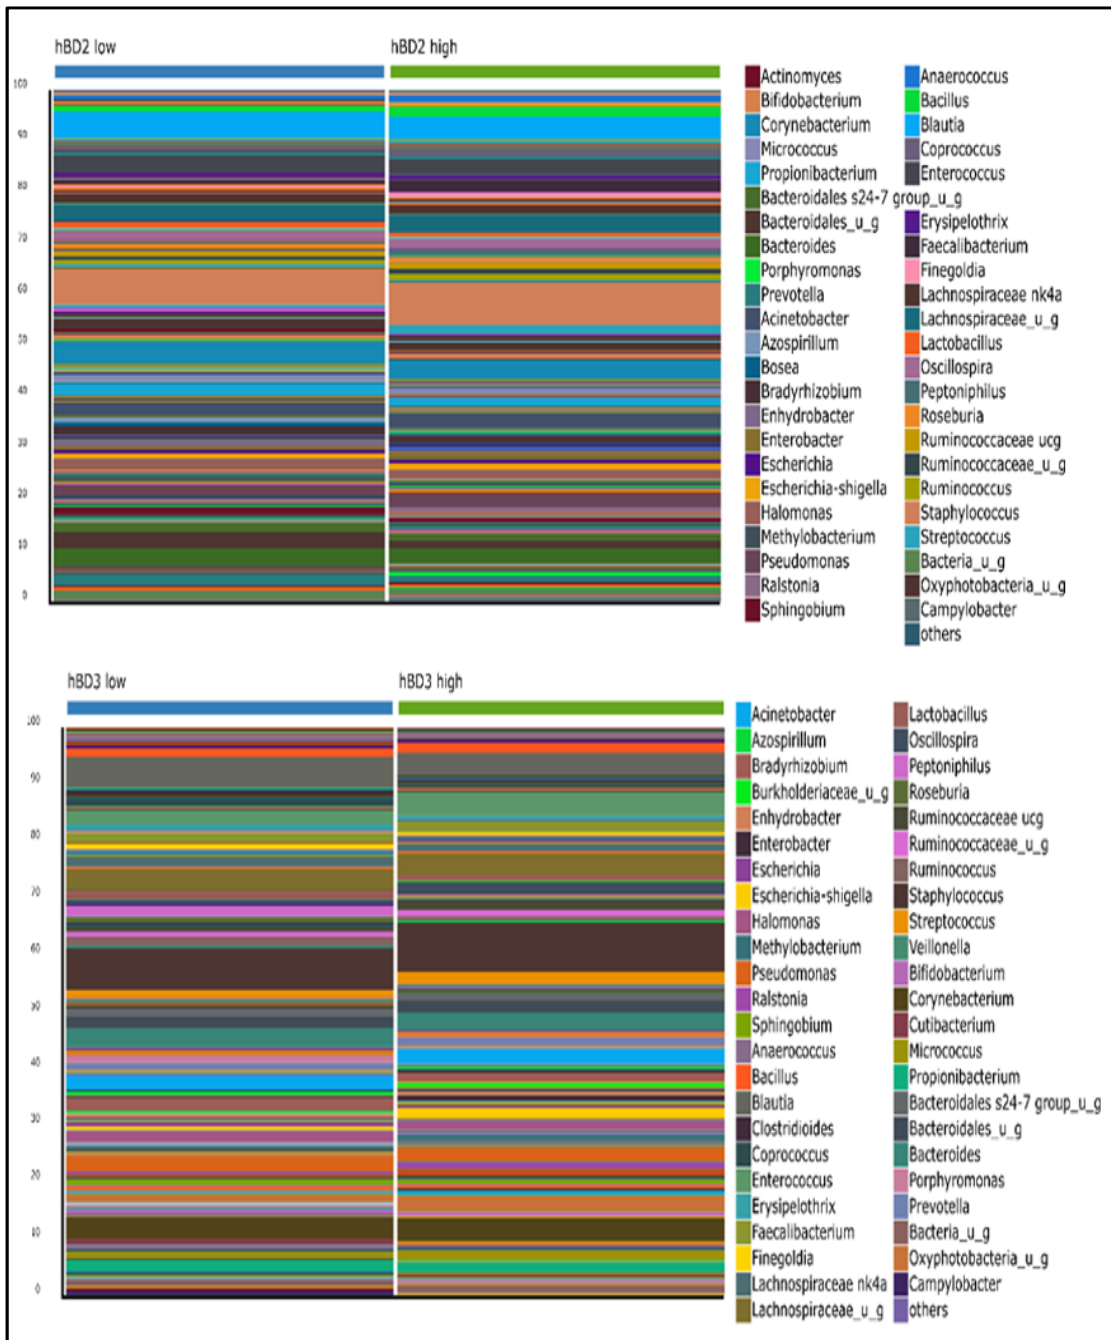 hBD2 low
hBD2 high
100
90
80
70
60
50
40
30
20
10
0
Actinomyces
Bifidobacterium
Corynebacterium
Micrococcus
Propionibacterium
Bacteroidales s24-7 group_u_g
Bacteroidales_u_g
Bacteroides
Porphyromonas
Prevotella
Acinetobacter
Azospirillum
Bosea
Bradyrhizobium
Enhydrobacter
Enterobacter
Escherichia
Escherichia-shigella
Halomonas
Methylobacterium
Pseudomonas
Ralstonia
Sphingobium
Anaerococcus
Bacillus
Blautia
Coprococcus
Enterococcus
Erysipelothrix
Faecalibacterium
Finegoldia
Lachnospiraceae nk4a
Lachnospiraceae_u_g
Lactobacillus
Oscillospira
Peptoniphilus
Roseburia
Ruminococcaceae ucg
Ruminococcaceae_u_g
Ruminococcus
Staphylococcus
Streptococcus
Bacteria_u_g
Oxyphotobacteria_u_g
Campylobacter
others
hBD3 low
hBD3 high
100
90
80
70
60
50
40
30
20
10
0
Acinetobacter
Azospirillum
Bradyrhizobium
Burkholderiaceae_u_g
Enhydrobacter
Enterobacter
Escherichia
Escherichia-shigella
Halomonas
Methylobacterium
Pseudomonas
Ralstonia
Sphingobium
Anaerococcus
Bacillus
Blautia
Clostridioides
Coprococcus
Enterococcus
Erysipelothrix
Faecalibacterium
Finegoldia
Lachnospiraceae nk4a
Lachnospiraceae_u_g
Lactobacillus
Oscillospira
Peptoniphilus
Roseburia
Ruminococcaceae ucg
Ruminococcaceae_u_g
Ruminococcus
Staphylococcus
Streptococcus
Veillonella
Bifidobacterium
Corynebacterium
Cutibacterium
Micrococcus
Propionibacterium
Bacteroidales s24-7 group_u_g
Bacteroidales_u_g
Bacteroides
Porphyromonas
Prevotella
Bacteria_u_g
Oxyphotobacteria_u_g
Campylobacter
others